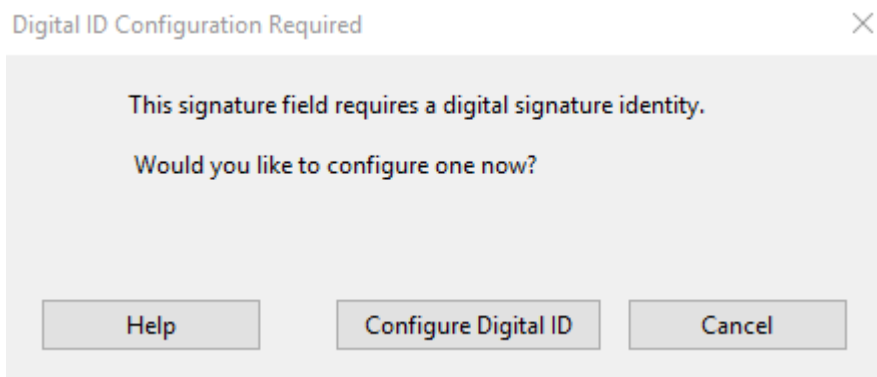 Digital ID Configuration Required
This signature field requires a digital signature identity.
Would you like to configure one now?
Help
Configure Digital ID
Cancel